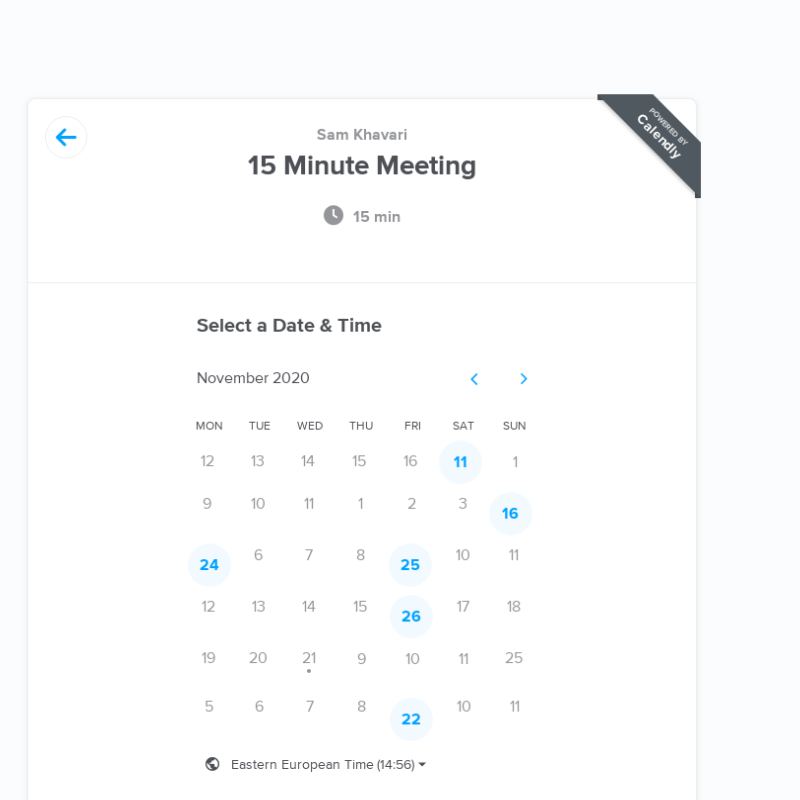 POWERED BY
Calendly
Sam Khavari
15 Minute Meeting
15 min
Select a Date & Time
November 2020
MON TUE WED THU FRI SAT SUN
12 13 14 15 16 11 1
9 10 11 1 2 3 16
24 6 7 8 25 10 11
12 13 14 15 26 17 18
19 20 21 9 10 11 25
5 6 7 8 22 10 11
Eastern European Time (14:56)